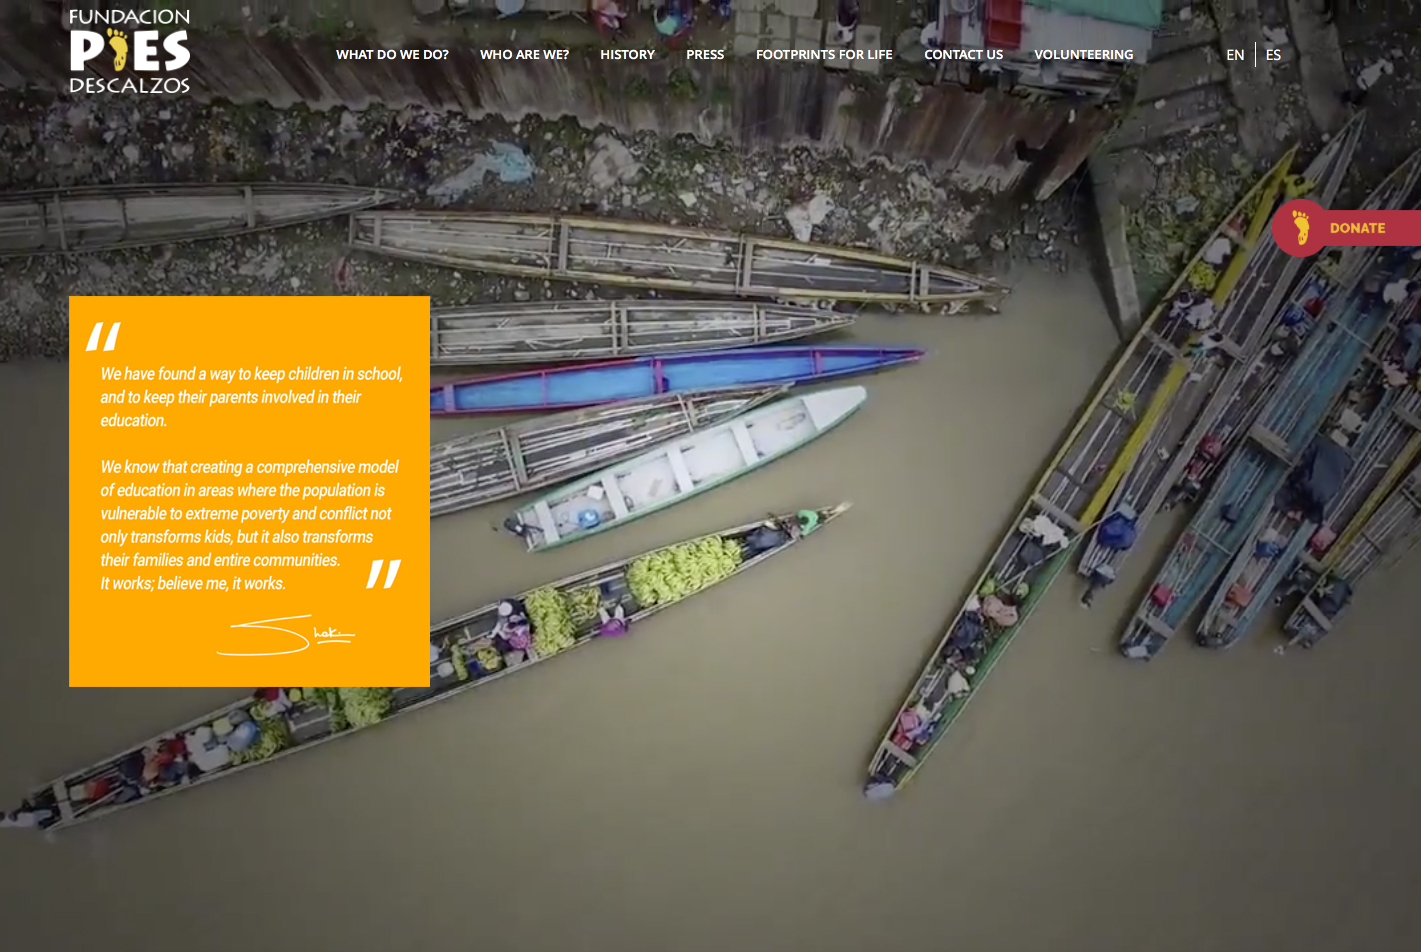 FUNDACION
PIES
DESCALZOS
WHAT DO WE DO?
WHO ARE WE?
HISTORY
PRESS
FOOTPRINTS FOR LIFE
CONTACT US
VOLUNTEERING
EN
ES
DONATE
“
We have found a way to keep children in school,
and to keep their parents involved in their
education.
We know that creating a comprehensive model
of education in areas where the population is
vulnerable to extreme poverty and conflict not
only transforms kids, but it also transforms
their families and entire communities.
It works; believe me, it works.
”